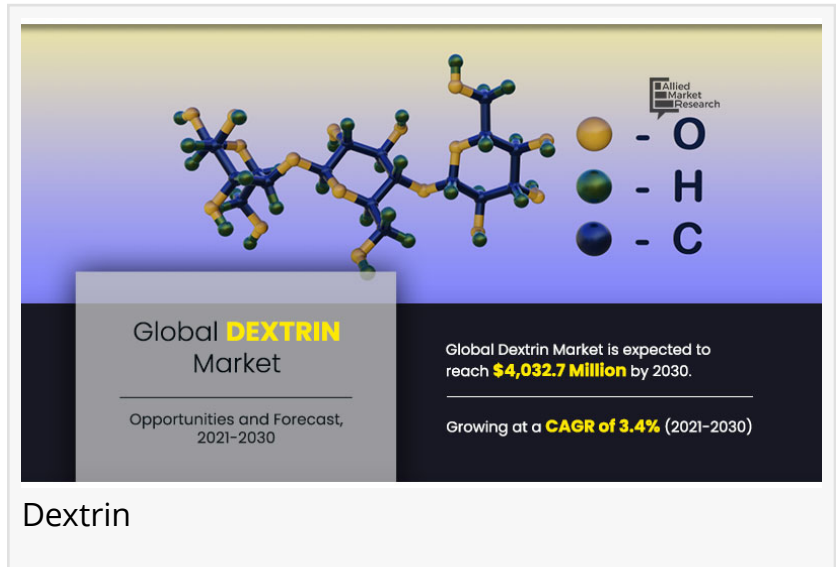 Allied
Market
Research
- O
- H
- C
Global DEXTRIN
Market
Opportunities and Forecast,
2021-2030
Global Dextrin Market is expected to
reach $4,032.7 Million by 2030.
Growing at a CAGR of 3.4% (2021-2030)
Dextrin